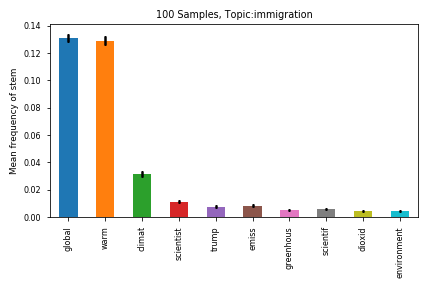 100 Samples, Topic:immigration
Mean frequency of stem
0.14
0.12
0.10
0.08
0.06
0.04
0.02
0.00
global
warm
climat
scientist
trump
emiss
greenhous
scientif
dioxid
environment